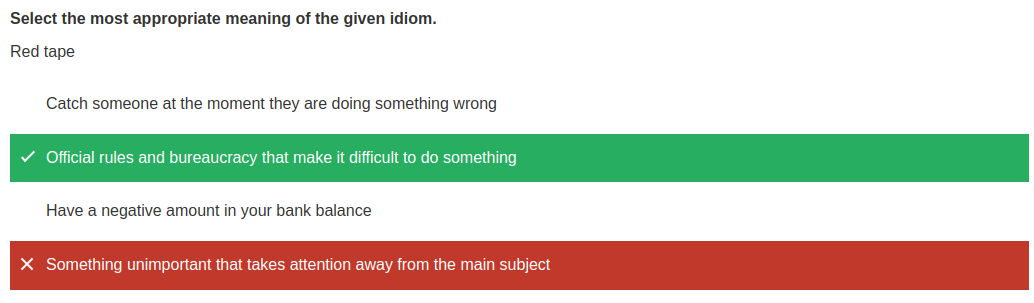 Select the most appropriate meaning of the given idiom.
Red tape
Catch someone at the moment they are doing something wrong
Official rules and bureaucracy that make it difficult to do something
Have a negative amount in your bank balance
Something unimportant that takes attention away from the main subject